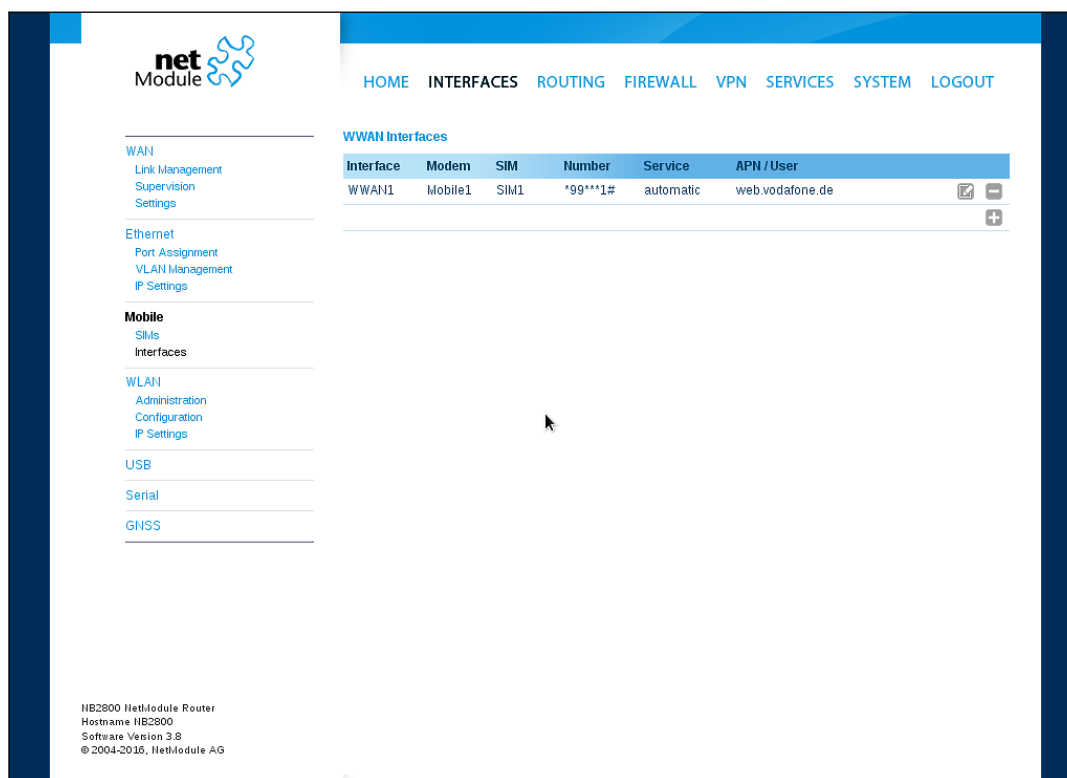 net
Module
HOME INTERFACES ROUTING FIREWALL VPN SERVICES SYSTEM LOGOUT
WAN
Link Management
Supervision
Settings
Ethernet
Port Assignment
VLAN Management
IP Settings
Mobile
SIMs
Interfaces
WLAN
Administration
Configuration
IP Settings
USB
Serial
GNSS
WWAN Interfaces
Interface Modem SIM Number Service APN / User
WWAN1 Mobile1 SIM1 *99***1# automatic web.vodafone.de
NB2800 NetModule Router
Hostname NB2800
Software Version 3.8
© 2004-2016, NetModule AG